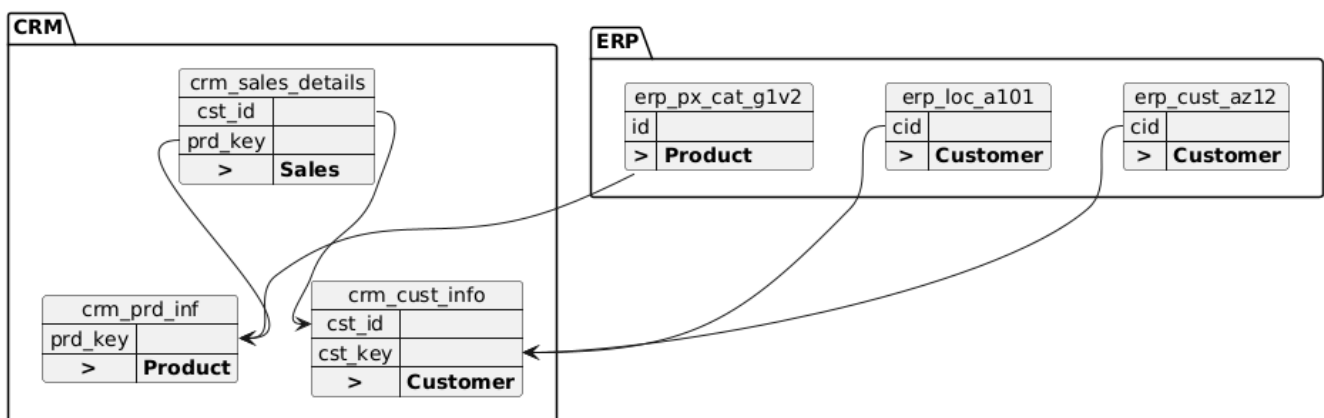 CRM
crm_sales_details
cst_id
prd_key
> Sales
crm_prd_inf
prd_key
> Product
crm_cust_info
cst_id
cst_key
> Customer
ERP
erp_px_cat_g1v2
id
> Product
erp_loc_a101
cid
> Customer
erp_cust_az12
cid
> Customer